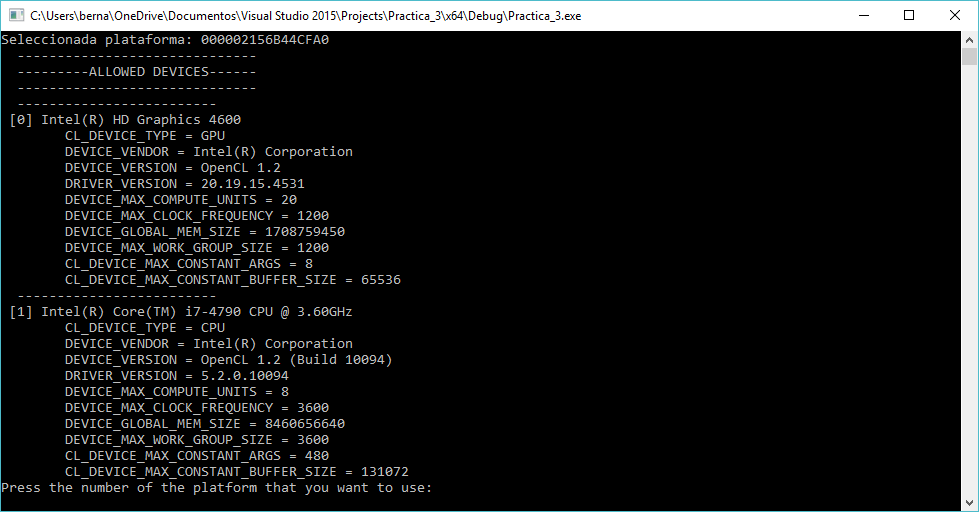 C:\Users\berna\OneDrive\Documentos\Visual Studio 2015\Projects\Practica_3\x64\Debug\Practica_3.exe
Seleccionada plataforma: 000002156B44CFA0
------------------------------
---------ALLOWED DEVICES------
------------------------------
-------------------------
[0] Intel(R) HD Graphics 4600
CL_DEVICE_TYPE = GPU
DEVICE_VENDOR = Intel(R) Corporation
DEVICE_VERSION = OpenCL 1.2
DRIVER_VERSION = 20.19.15.4531
DEVICE_MAX_COMPUTE_UNITS = 20
DEVICE_MAX_CLOCK_FREQUENCY = 1200
DEVICE_GLOBAL_MEM_SIZE = 1708759450
DEVICE_MAX_WORK_GROUP_SIZE = 1200
CL_DEVICE_MAX_CONSTANT_ARGS = 8
CL_DEVICE_MAX_CONSTANT_BUFFER_SIZE = 65536
-------------------------
[1] Intel(R) Core(TM) i7-4790 CPU @ 3.60GHz
CL_DEVICE_TYPE = CPU
DEVICE_VENDOR = Intel(R) Corporation
DEVICE_VERSION = OpenCL 1.2 (Build 10094)
DRIVER_VERSION = 5.2.0.10094
DEVICE_MAX_COMPUTE_UNITS = 8
DEVICE_MAX_CLOCK_FREQUENCY = 3600
DEVICE_GLOBAL_MEM_SIZE = 8460656640
DEVICE_MAX_WORK_GROUP_SIZE = 3600
CL_DEVICE_MAX_CONSTANT_ARGS = 480
CL_DEVICE_MAX_CONSTANT_BUFFER_SIZE = 131072
Press the number of the platform that you want to use: